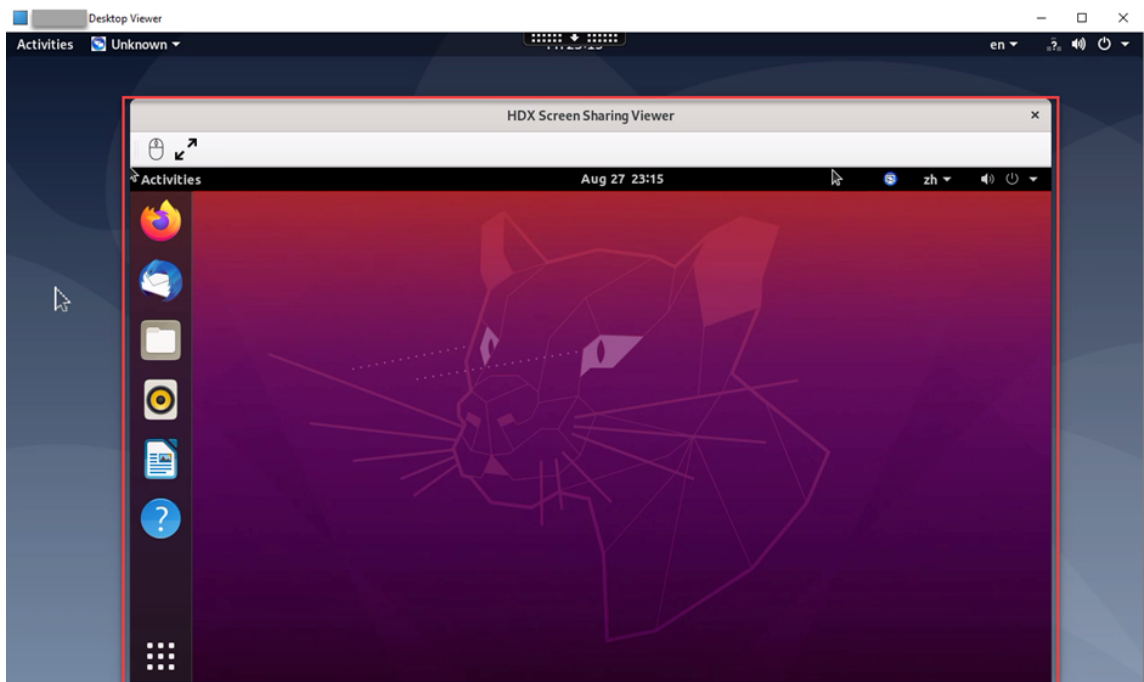 Desktop Viewer
Activities Unknown en
HDX Screen Sharing Viewer
Activities Aug 27 23:15 zh